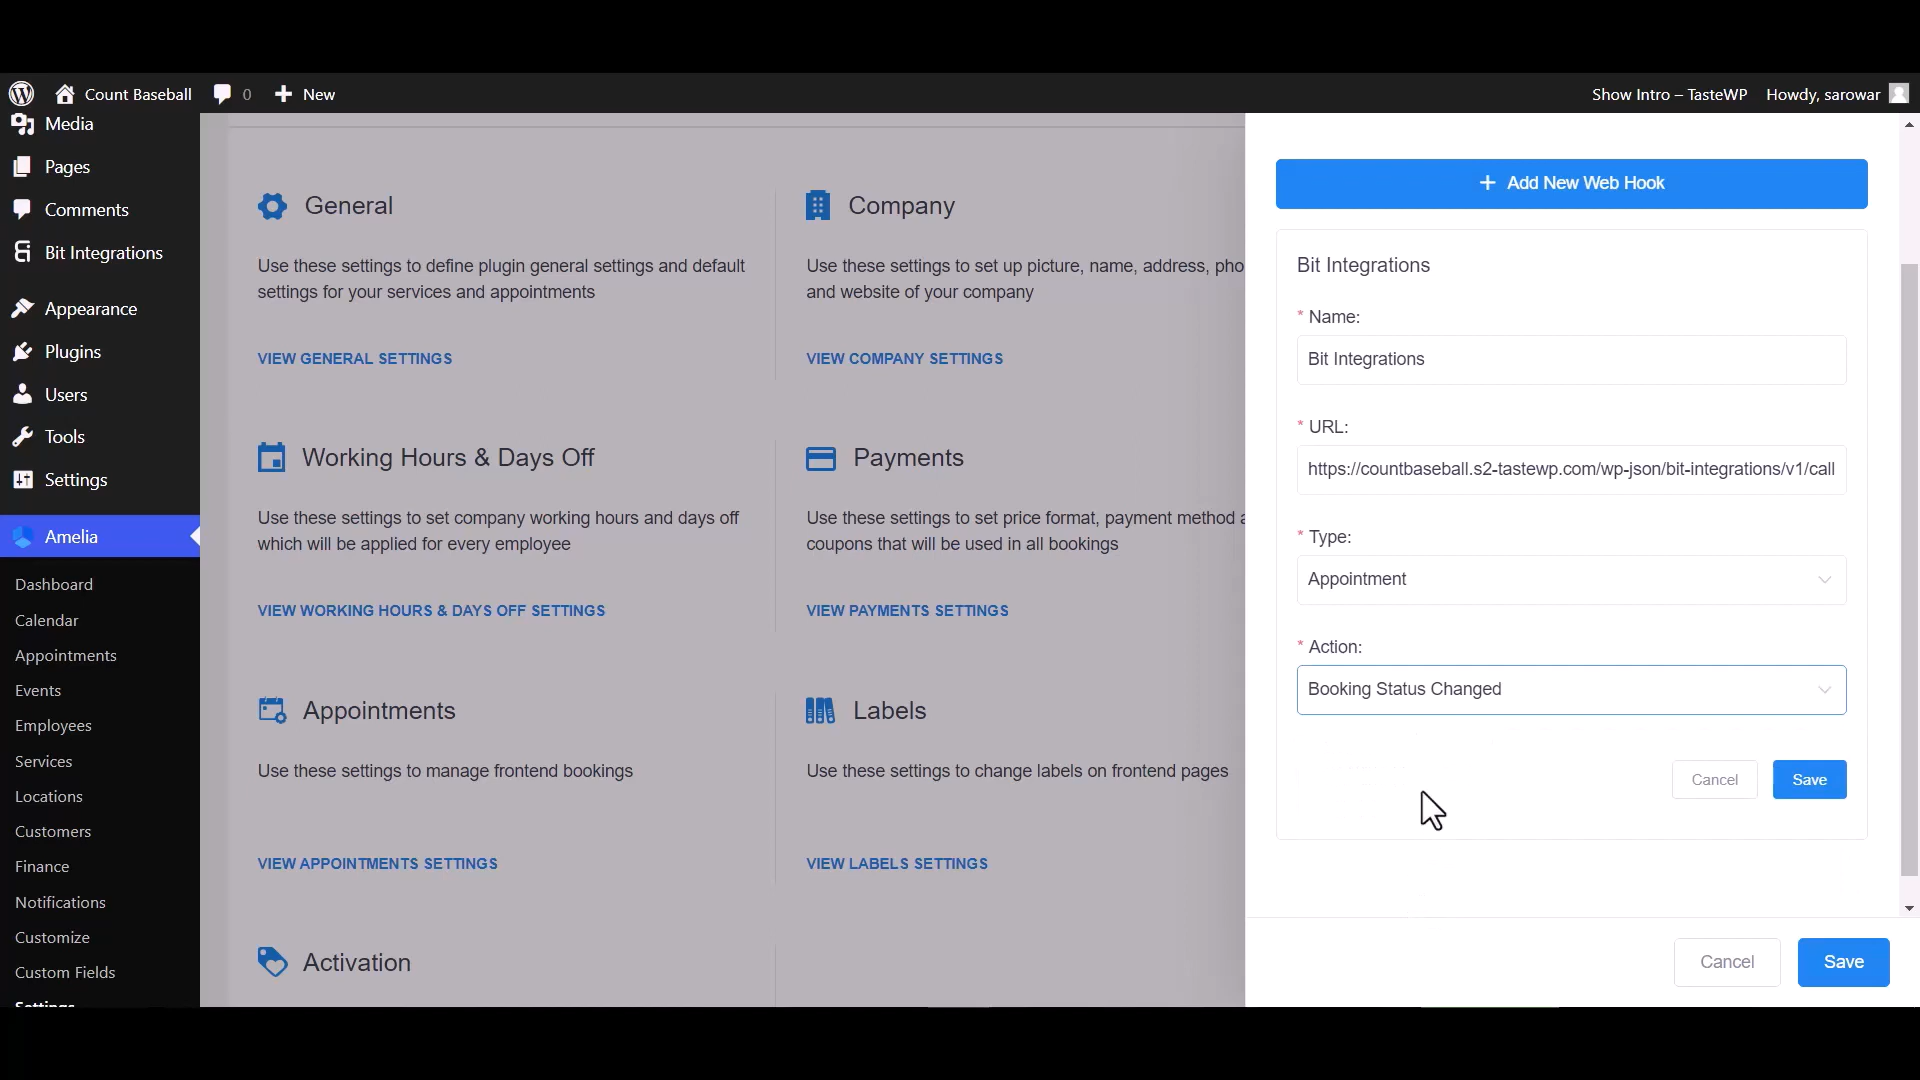 Count Baseball
0
New
Show Intro – TasteWP
Howdy, sarowar
Media
Pages
Comments
Bit Integrations
Appearance
Plugins
Users
Tools
Settings
Amelia
Dashboard
Calendar
Appointments
Events
Employees
Services
Locations
Customers
Finance
Notifications
Customize
Custom Fields
Settings
General
Use these settings to define plugin general settings and default
settings for your services and appointments
VIEW GENERAL SETTINGS
Company
Use these settings to set up picture, name, address, pho
and website of your company
VIEW COMPANY SETTINGS
Working Hours & Days Off
Use these settings to set company working hours and days off
which will be applied for every employee
VIEW WORKING HOURS & DAYS OFF SETTINGS
Payments
Use these settings to set price format, payment method a
coupons that will be used in all bookings
VIEW PAYMENTS SETTINGS
Appointments
Use these settings to manage frontend bookings
VIEW APPOINTMENTS SETTINGS
Labels
Use these settings to change labels on frontend pages
VIEW LABELS SETTINGS
Activation
+ Add New Web Hook
Bit Integrations
* Name:
Bit Integrations
* URL:
https://countbaseball.s2-tastewp.com/wp-json/bit-integrations/v1/call
* Type:
Appointment
* Action:
Booking Status Changed
Cancel
Save
Cancel
Save